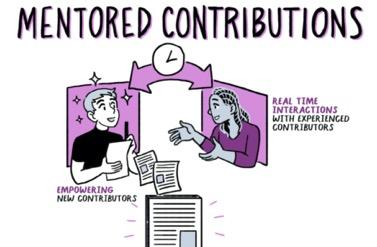 MENTORED CONTRIBUTIONS
REAL TIME
INTERACTIONS
WITH EXPERIENCED
CONTRIBUTORS
EMPOWERING
NEW CONTRIBUTORS